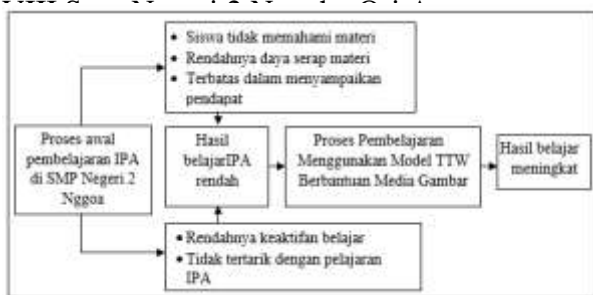 • Siswa tidak memahami materi
• Rendahnya daya serap materi
• Terbatas dalam menyampaikan
pendapat
Proses awal
pembelajaran IPA
di SMP Negeri 2
Nggoa
Hasil
belajarIPA
rendah
Proses Pembelajaran
Menggunakan Model TTW
Berbantuan Media Gambar
Hasil belajar
meningkat
• Rendahnya keaktifan belajar
• Tidak tertarik dengan pelajaran
IPA